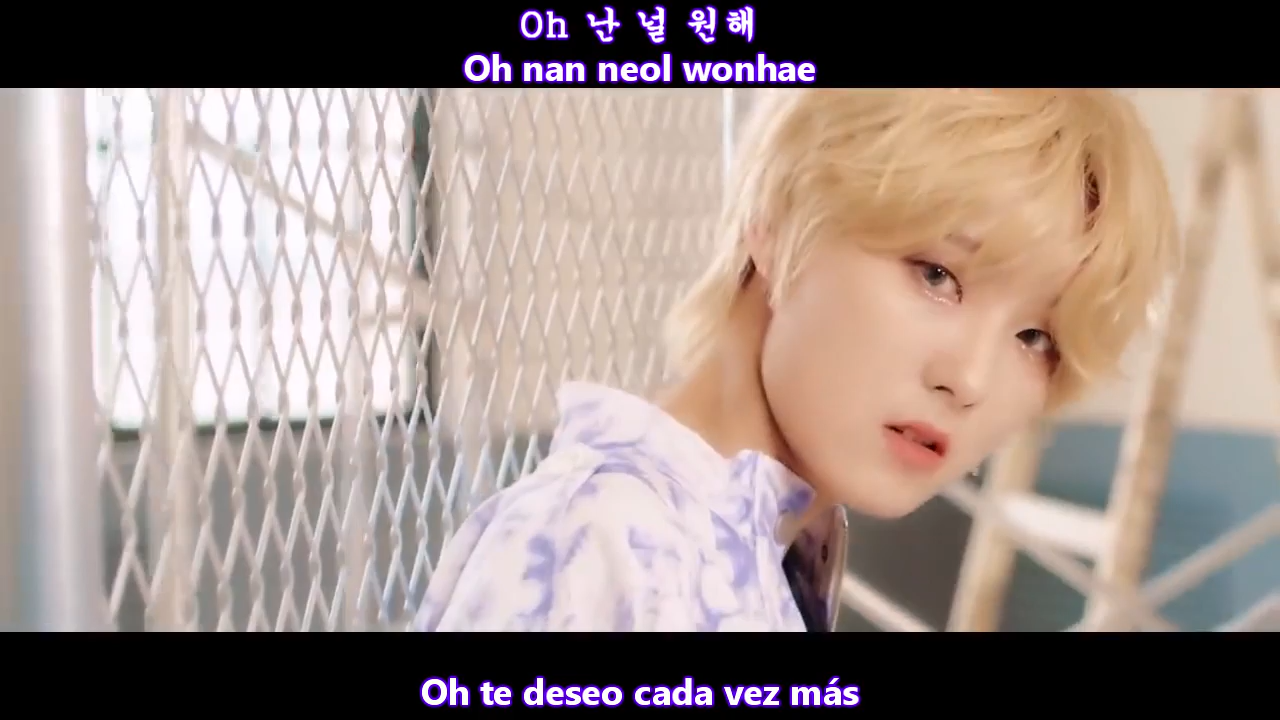 Oh 난 널 원해
Oh nan neol wonhae
Oh te deseo cada vez más